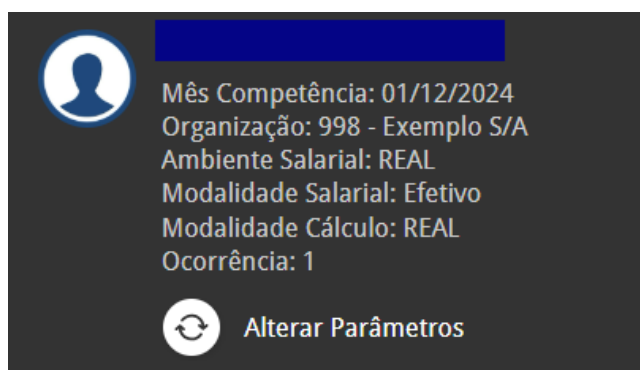 Mês Competência: 01/12/2024
Organização: 998 - Exemplo S/A
Ambiente Salarial: REAL
Modalidade Salarial: Efetivo
Modalidade Cálculo: REAL
Ocorrência: 1
Alterar Parâmetros